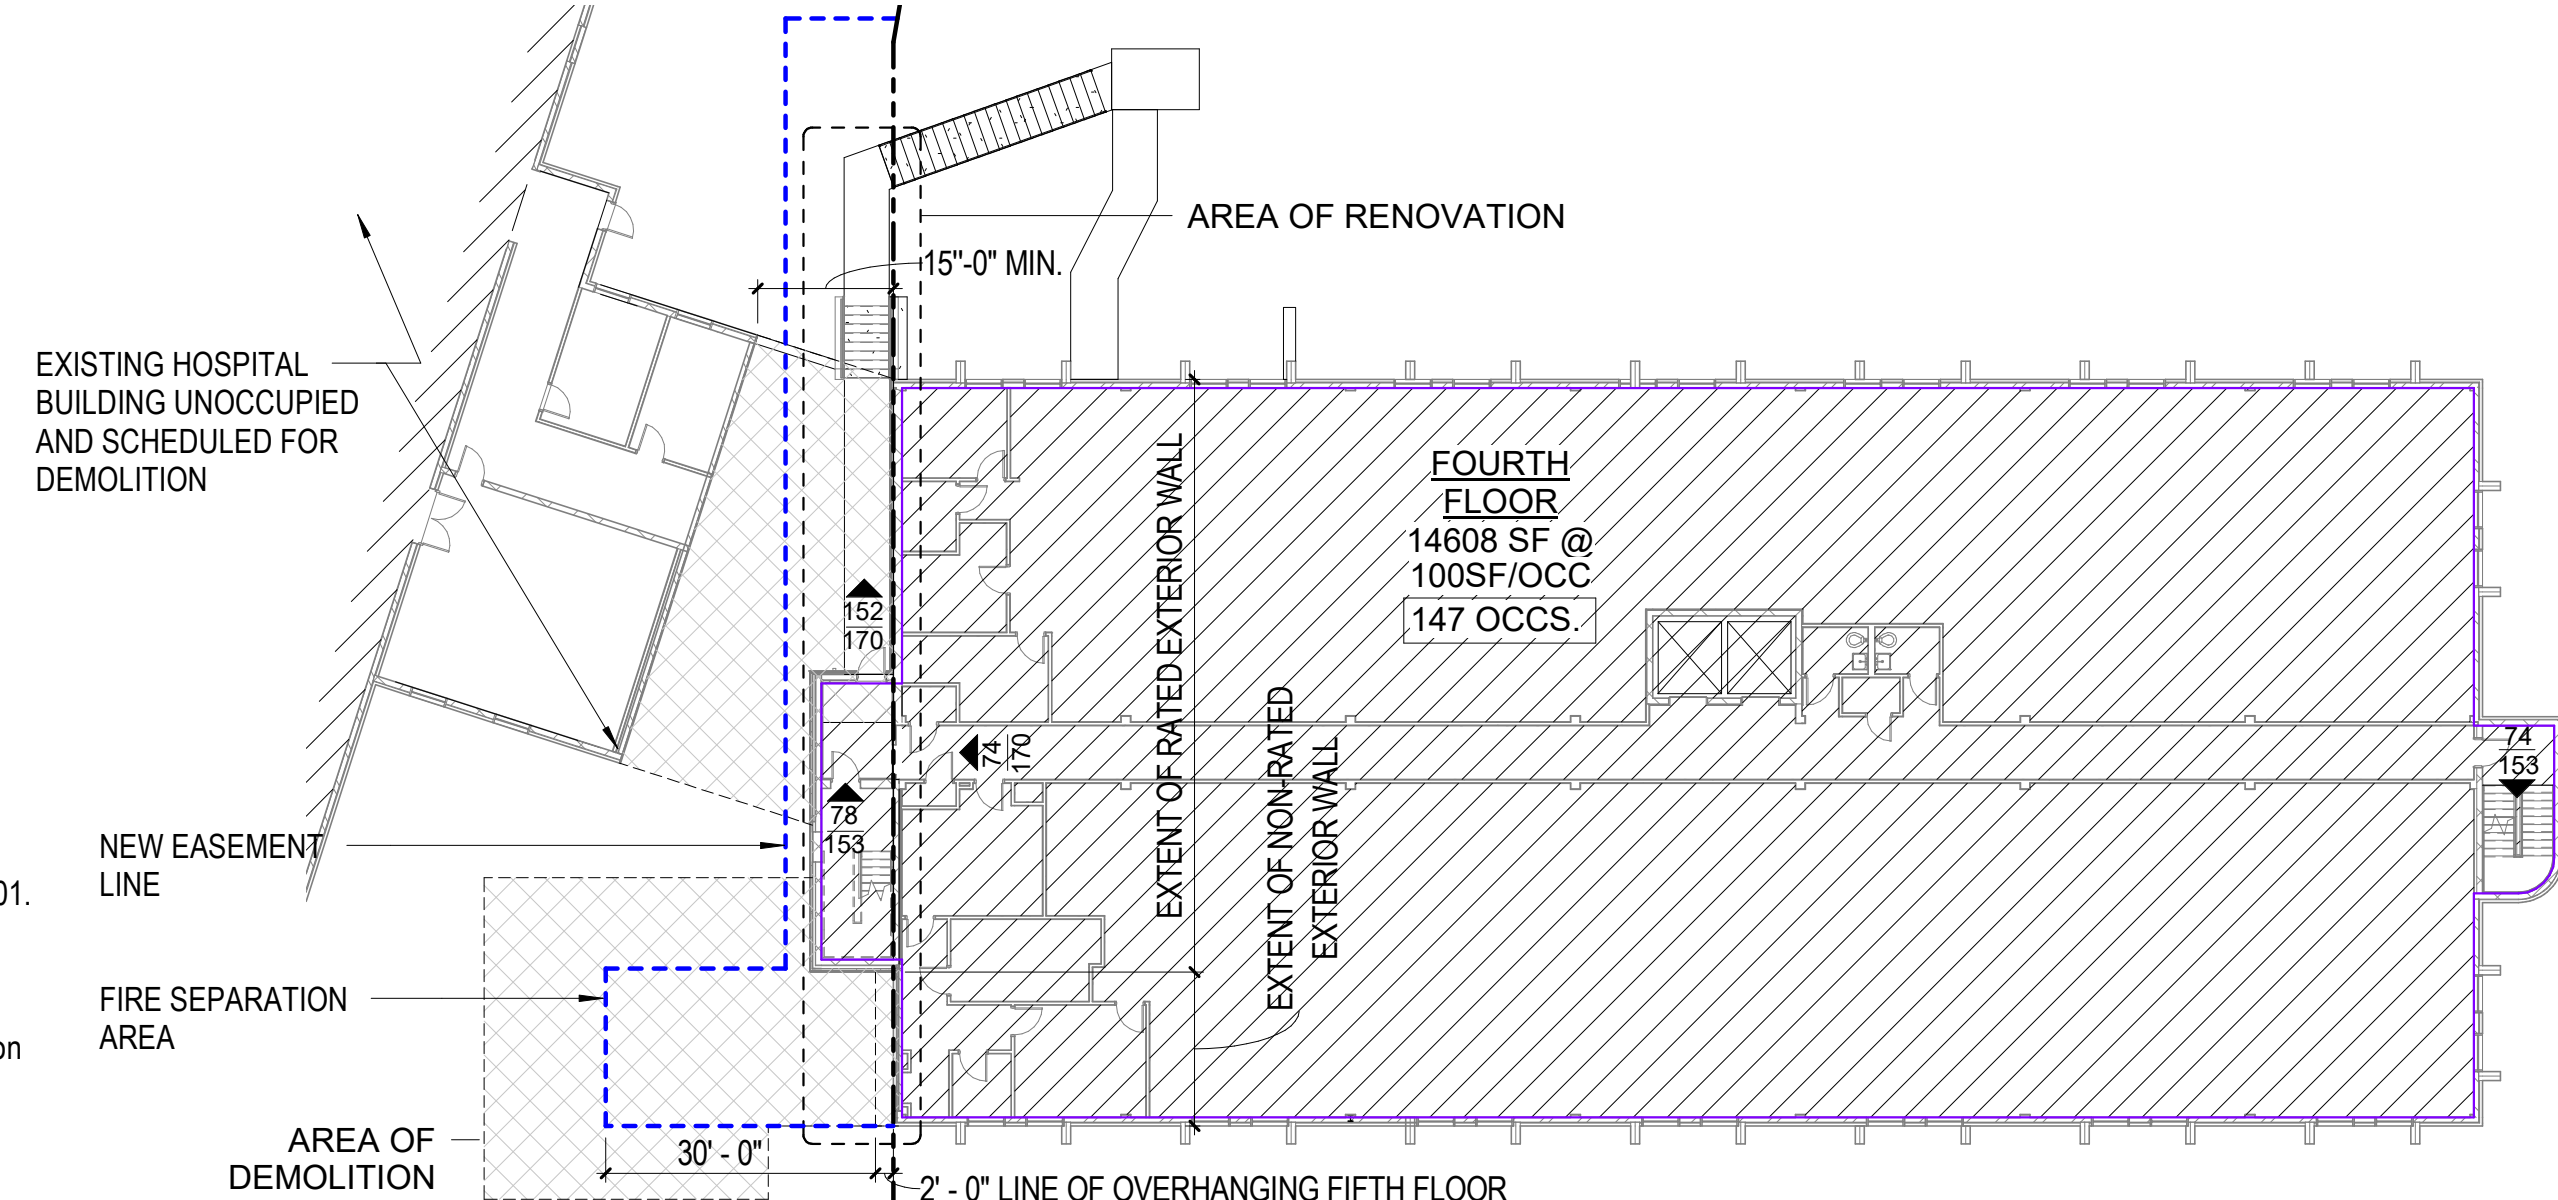 AREA OF RENOVATION
15"-0" MIN.
EXISTING HOSPITAL
BUILDING UNOCCUPIED
AND SCHEDULED FOR
DEMOLITION
FOURTH
FLOOR
14608 SF @
100SF/OCC
147 OCCS.
EXTENT OF RATED EXTERIOR WALL
EXTENT OF NON-RATED
EXTERIOR WALL
152
170
74
170
74
153
78
153
NEW EASEMENT
LINE
01.
FIRE SEPARATION
AREA
on
AREA OF
DEMOLITION
30' - 0"
2' - 0" LINE OF OVERHANGING FIFTH FLOOR